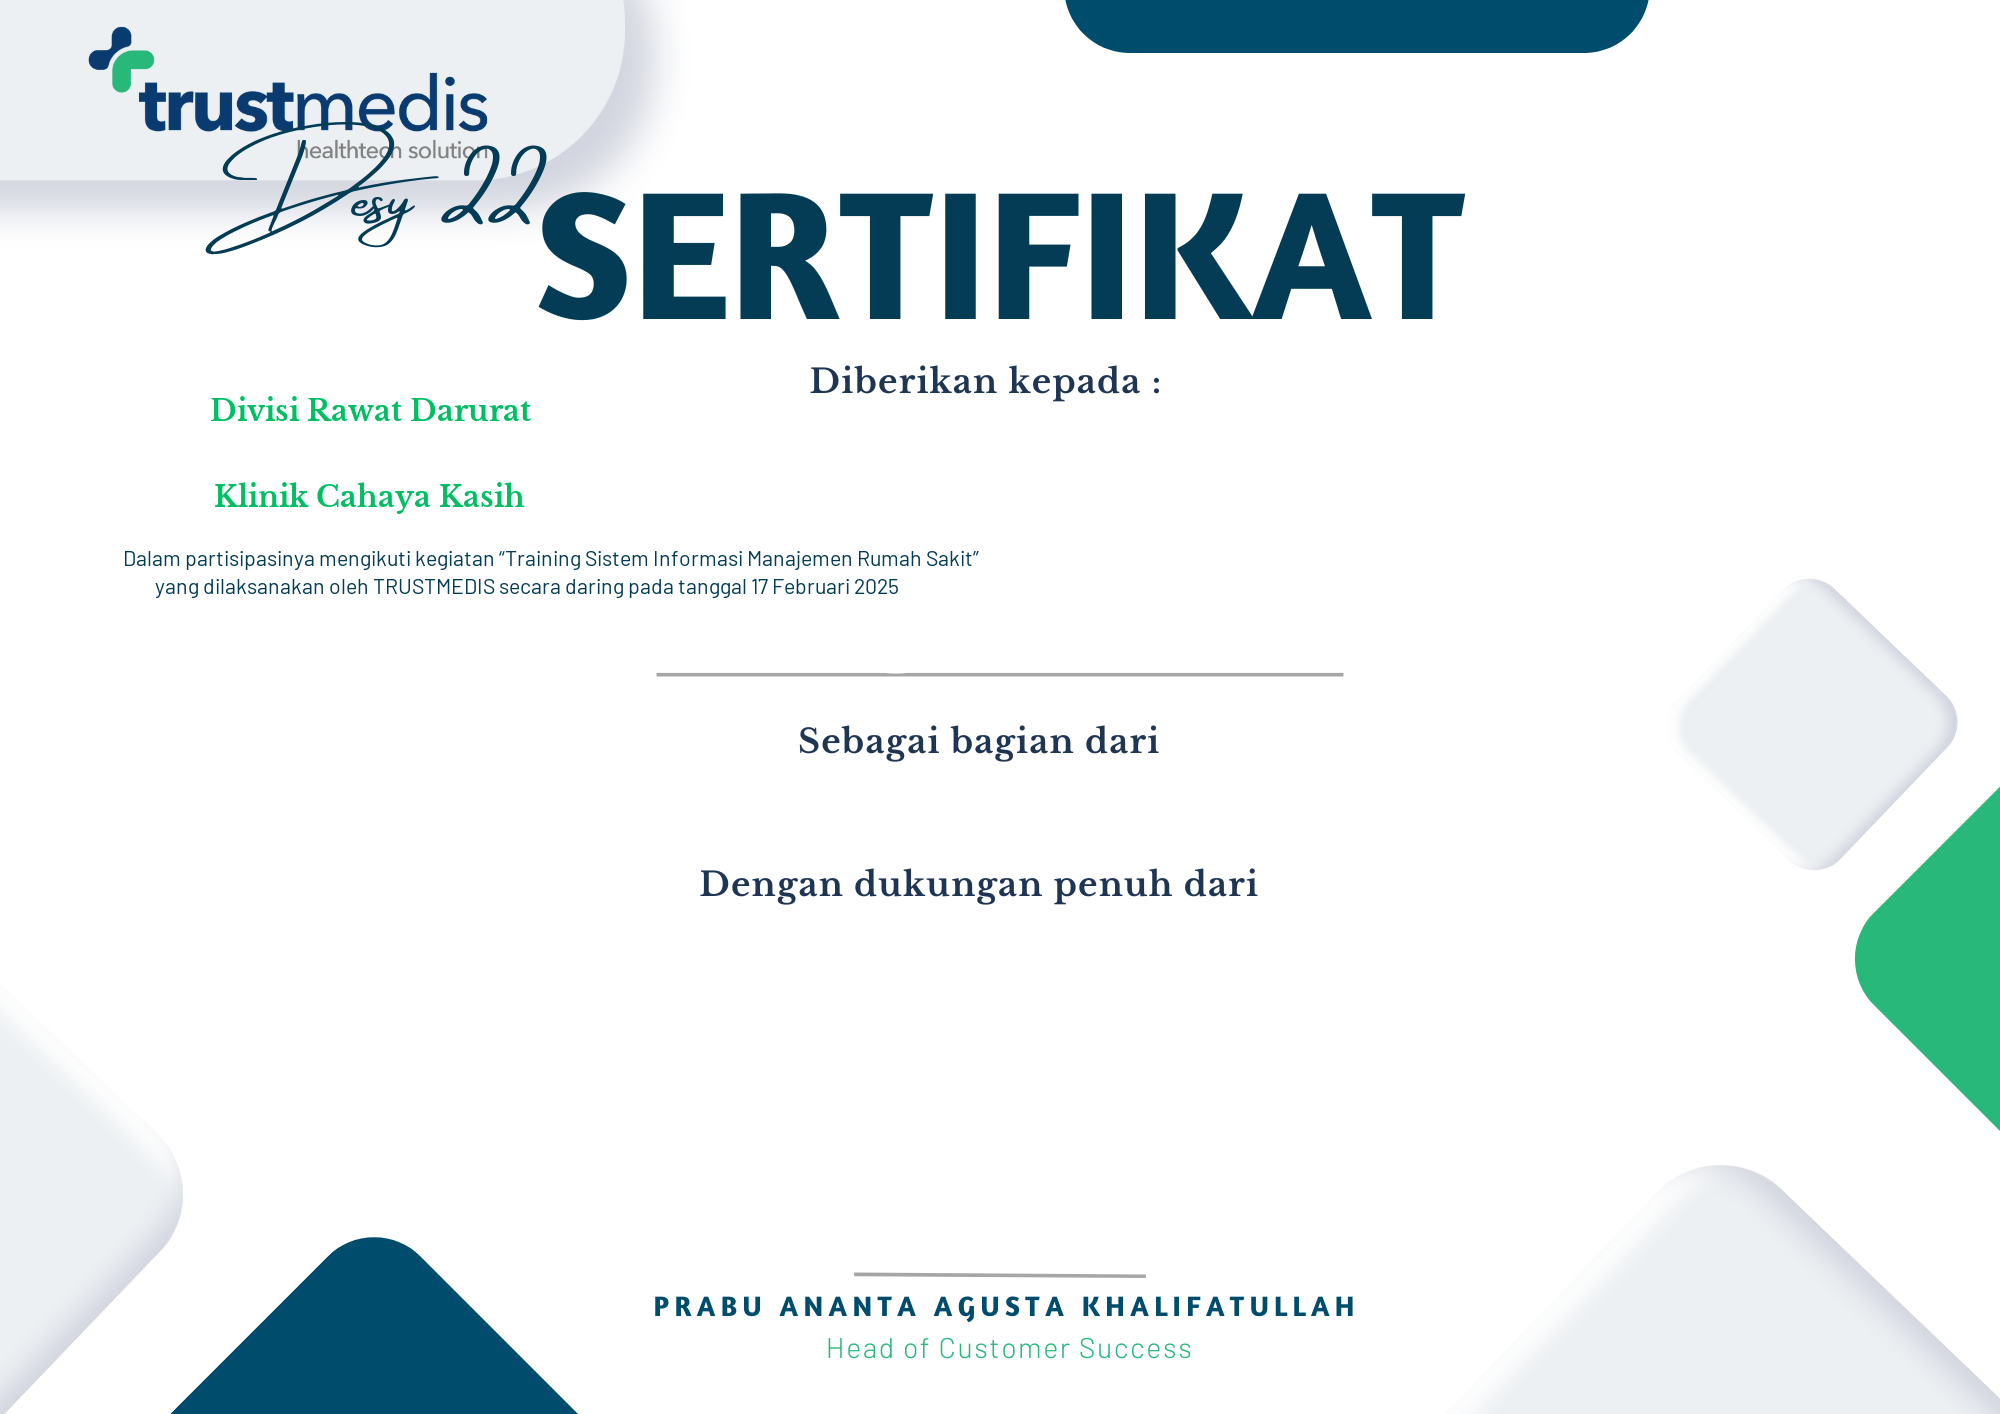 trustmedis
healthtech solution
Desy 22
SERTIFIKAT
Diberikan kepada :
Divisi Rawat Darurat
Klinik Cahaya Kasih
Dalam partisipasinya mengikuti kegiatan “Training Sistem Informasi Manajemen Rumah Sakit”
yang dilaksanakan oleh TRUSTMEDIS secara daring pada tanggal 17 Februari 2025
Sebagai bagian dari
Dengan dukungan penuh dari
PRABU ANANTA AGUSTA KHALIFATULLAH
Head of Customer Success